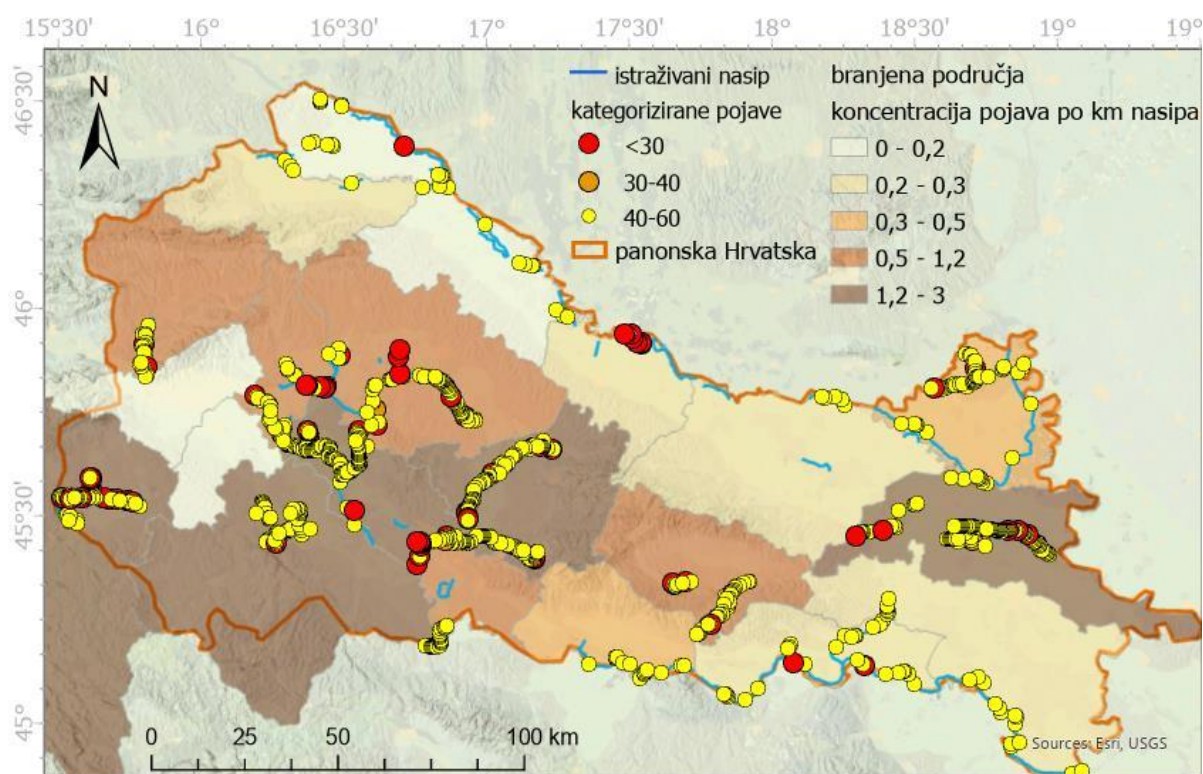 15°30' 16° 16°30' 17° 17°30' 18° 18°30' 19° 19°
46°30'
46°
45°30'
45°
N
istraživani nasip
kategorizirane pojave
<30
30-40
40-60
panonska Hrvatska
branjena područja
koncentracija pojava po km nasipa
0 - 0,2
0,2 - 0,3
0,3 - 0,5
0,5 - 1,2
1,2 - 3
0 25 50 100 km
Sources: Esri, USGS